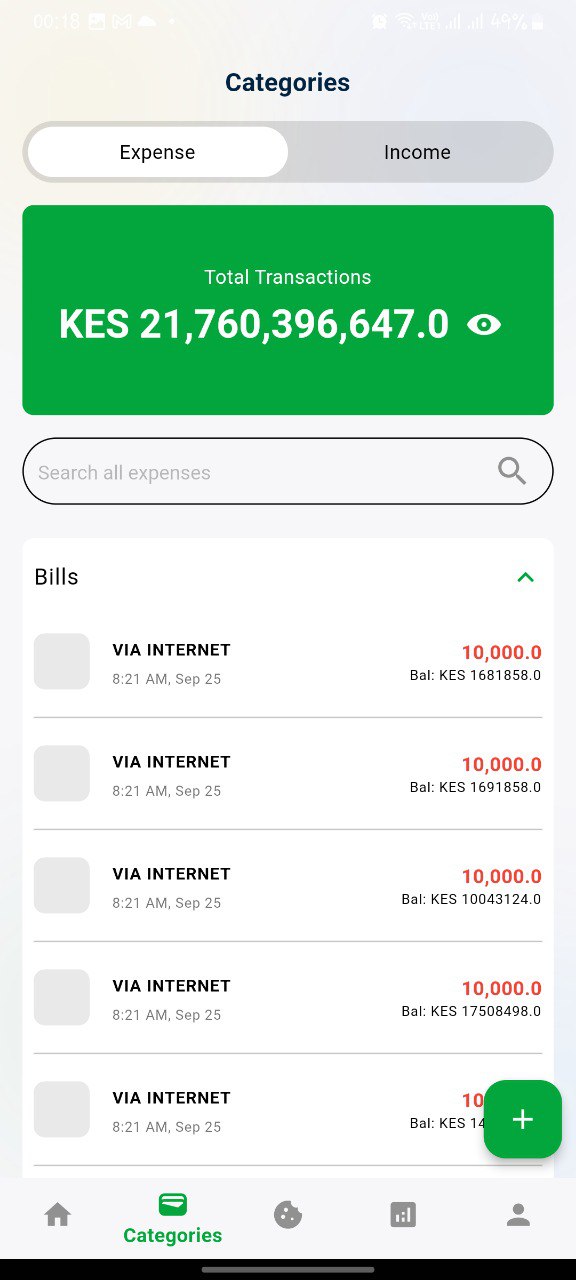 00:18
VoD
LTE1
49%
Categories
Expense
Income
Total Transactions
KES 21,760,396,647.0
Search all expenses
Bills
VIA INTERNET
10,000.0
8:21 AM, Sep 25
Bal: KES 1681858.0
VIA INTERNET
10,000.0
8:21 AM, Sep 25
Bal: KES 1691858.0
VIA INTERNET
10,000.0
8:21 AM, Sep 25
Bal: KES 10043124.0
VIA INTERNET
10,000.0
8:21 AM, Sep 25
Bal: KES 17508498.0
VIA INTERNET
10
8:21 AM, Sep 25
Bal: KES 14
Categories